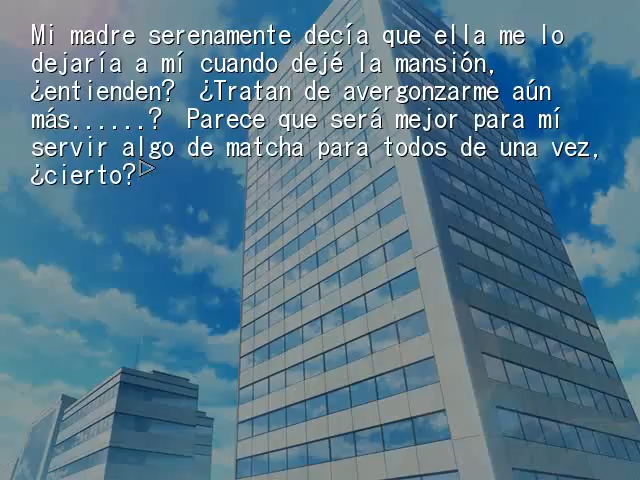 Mi madre serenamente decía que ella me lo
dejaría a mí cuando dejé la mansión,
¿entienden?  ¿Tratan de avergonzarme aún
más......?  Parece que será mejor para mí
servir algo de matcha para todos de una vez,
¿cierto?